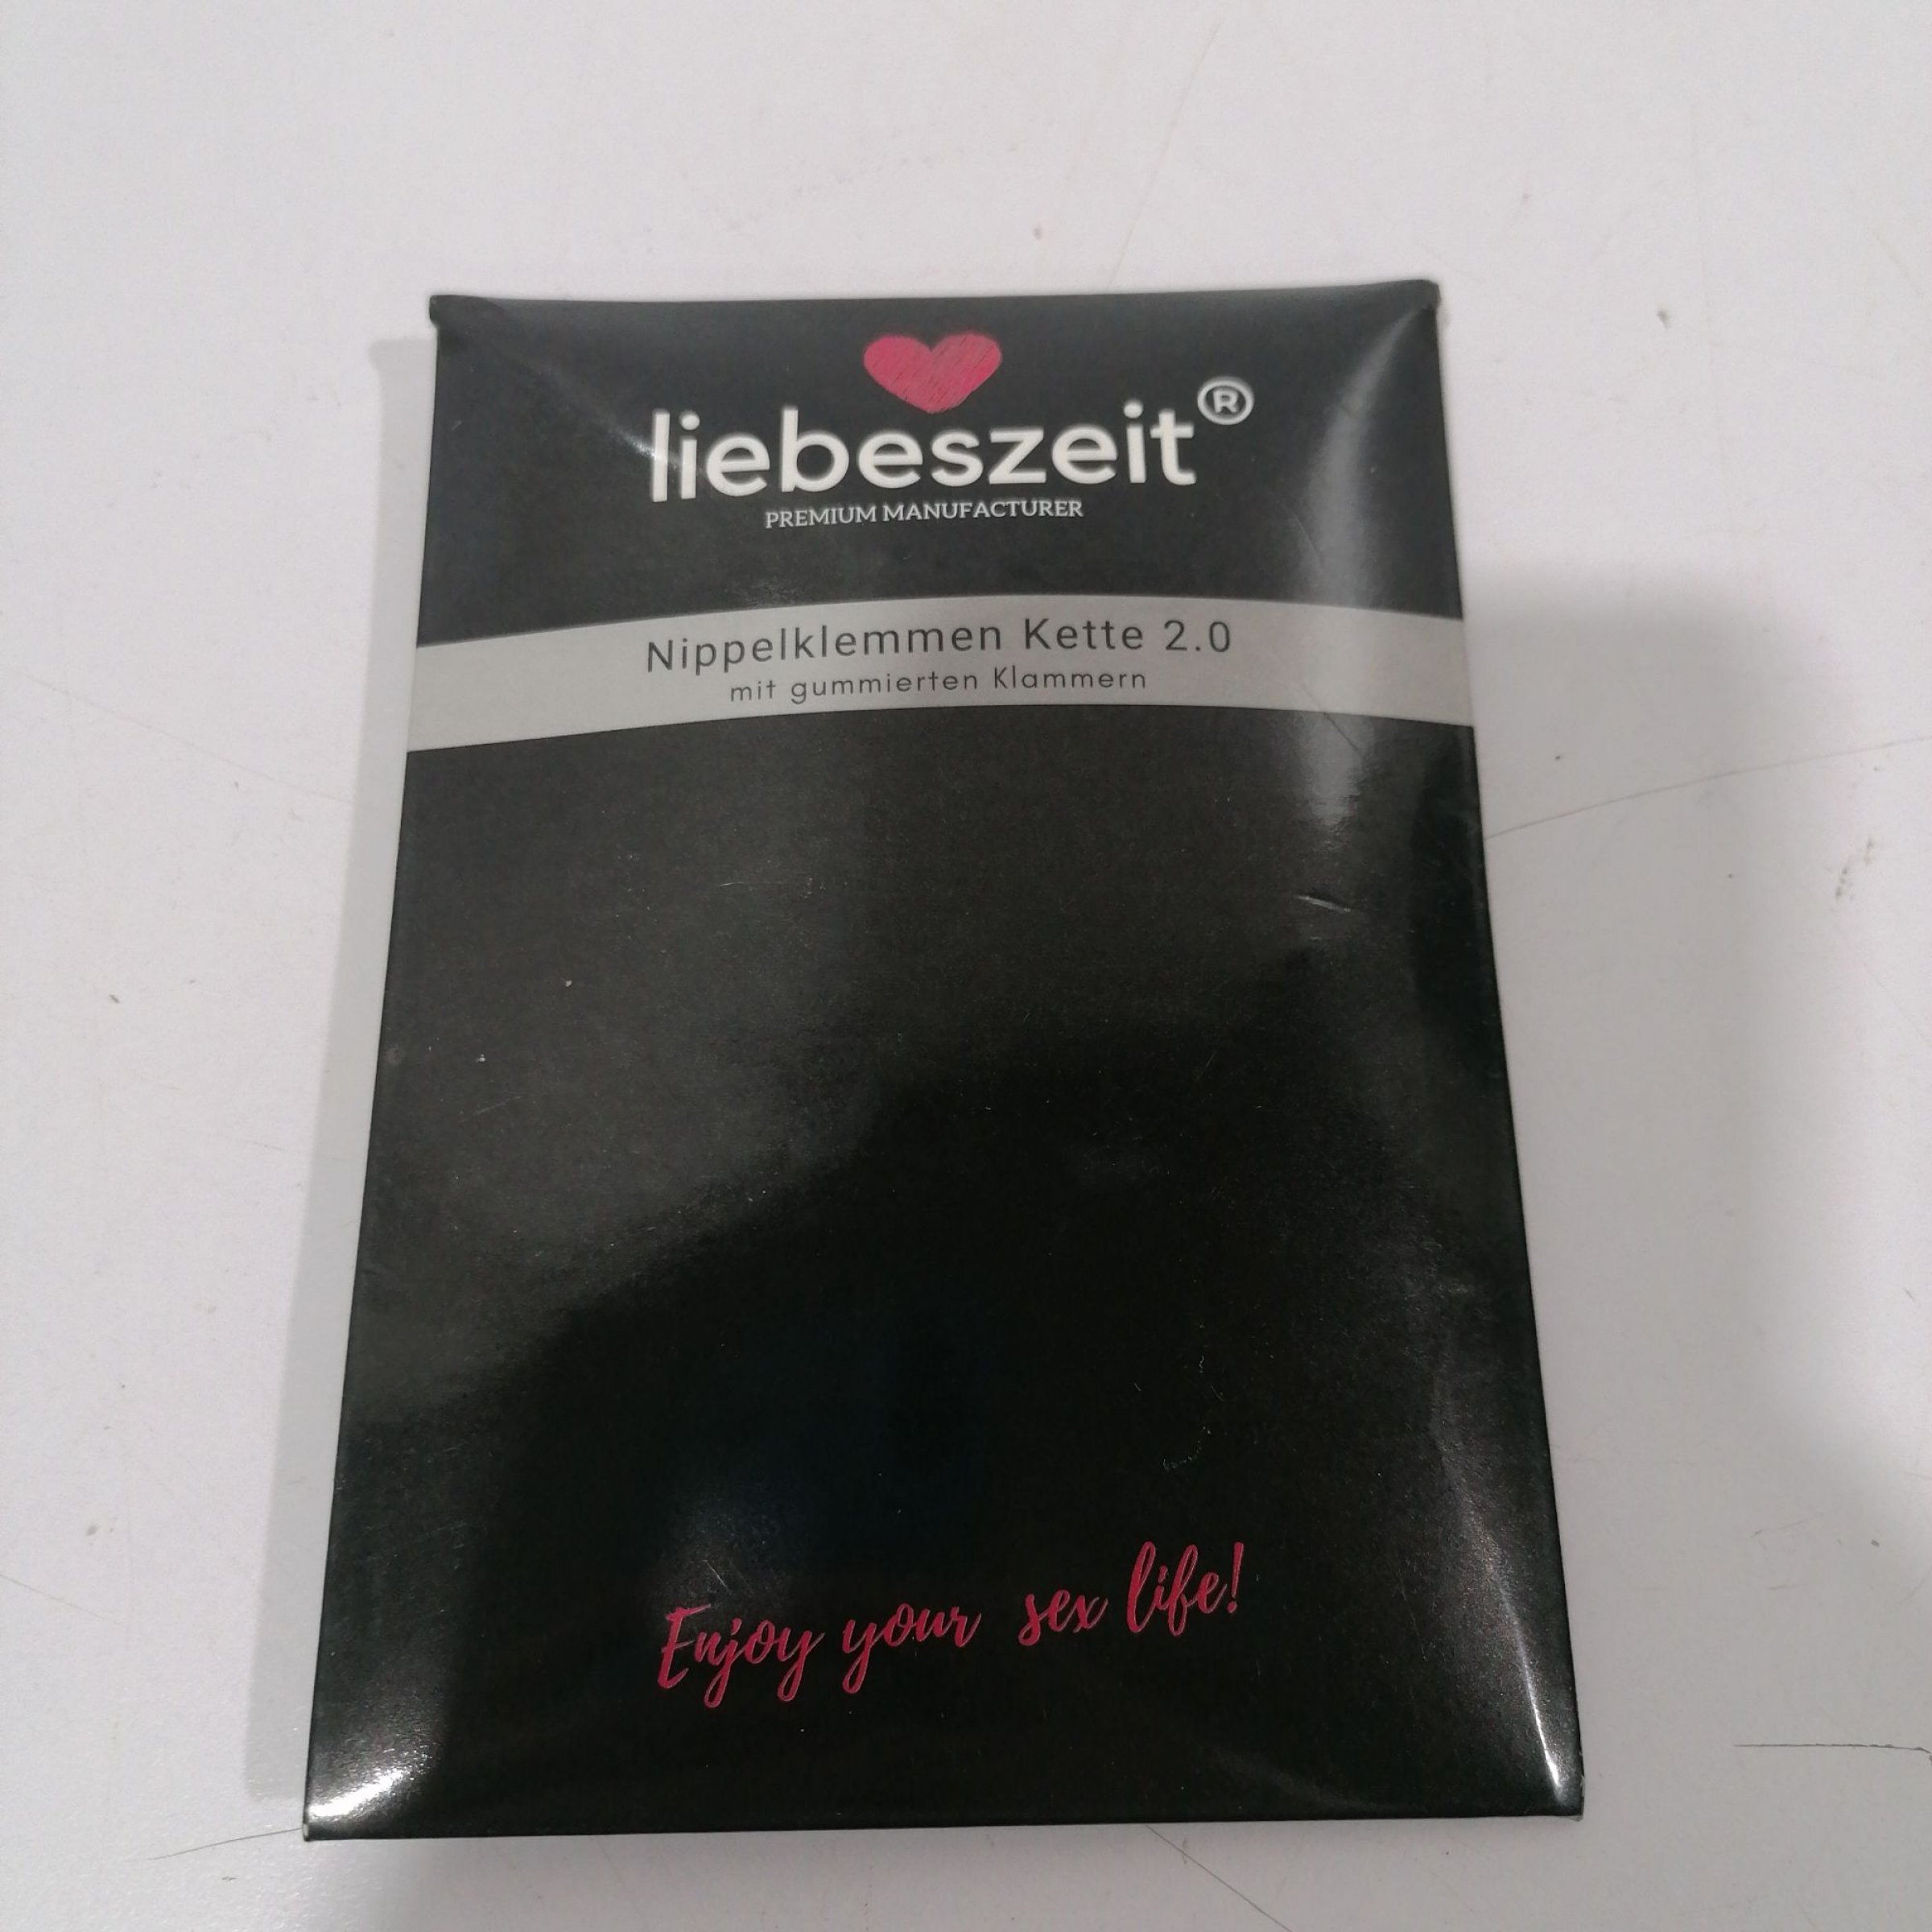 liebeszeit®
PREMIUM MANUFACTURER
Nippelklemmen Kette 2.0
mit gummierten Klammern
Enjoy your sex life!